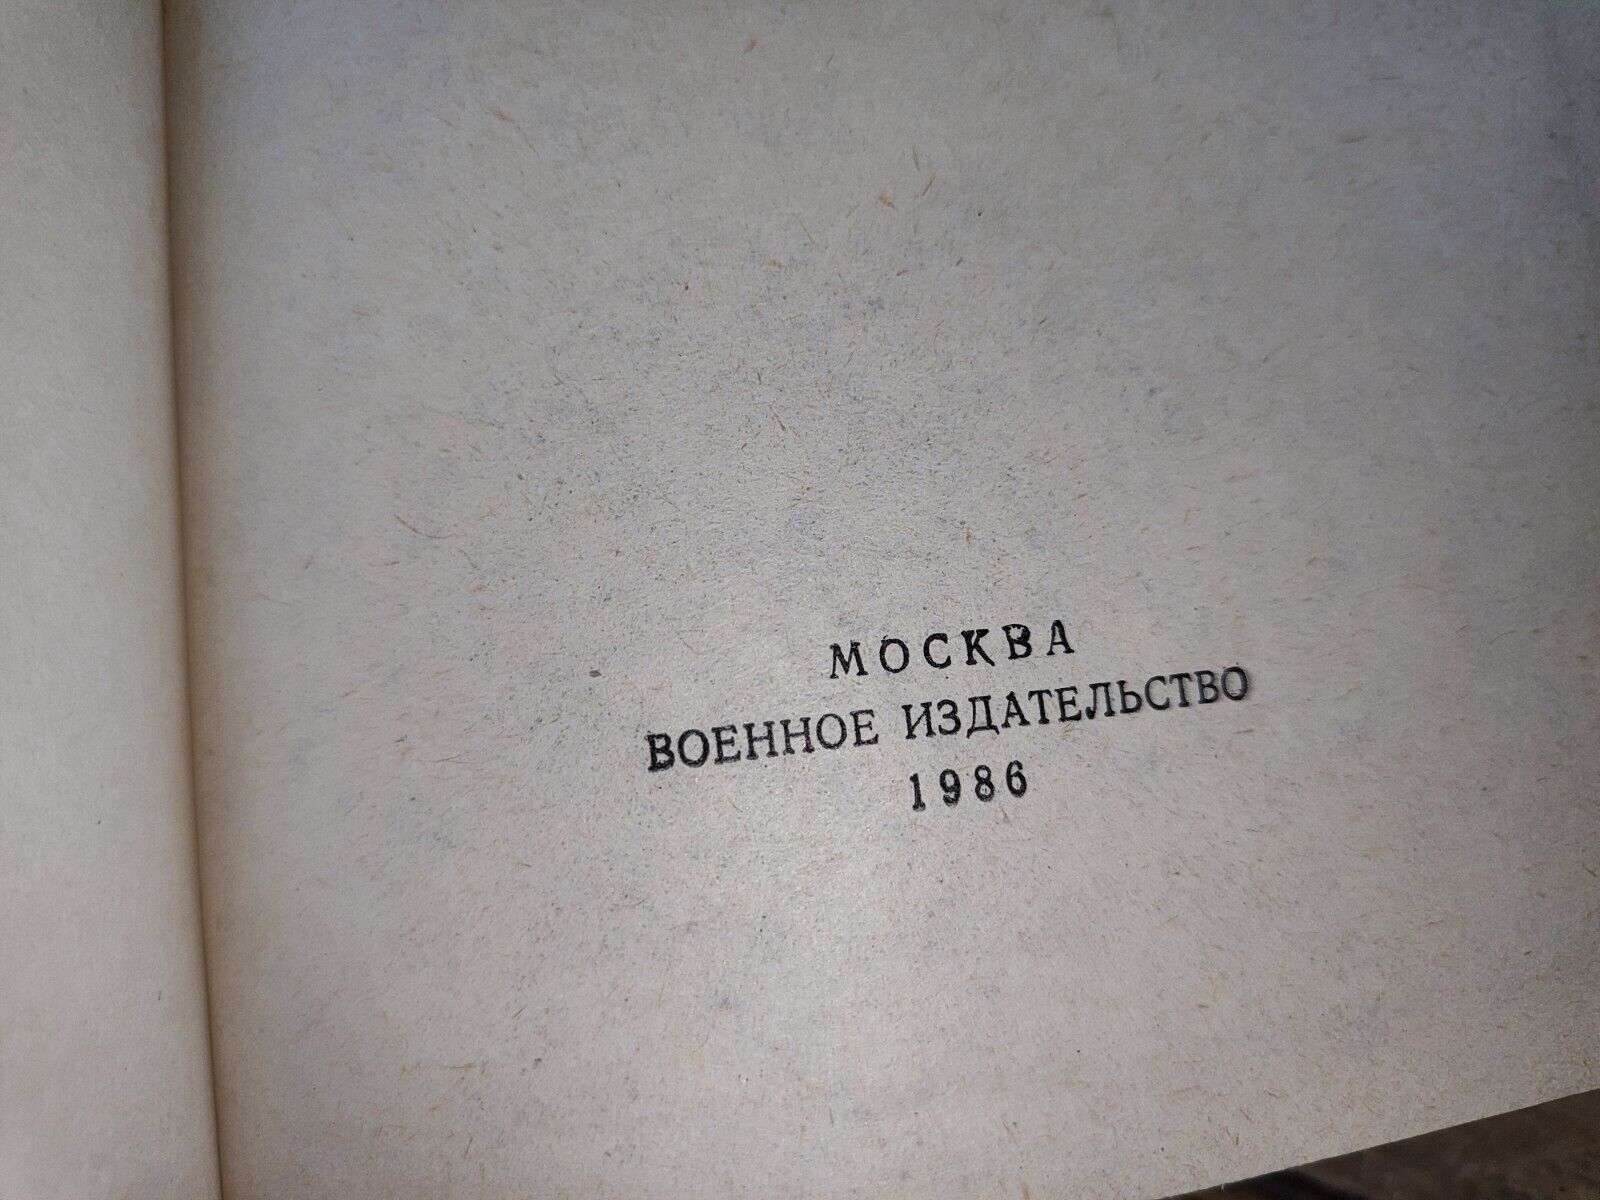 МОСКВА
ВОЕННОЕ ИЗДАТЕЛЬСТВО
1986